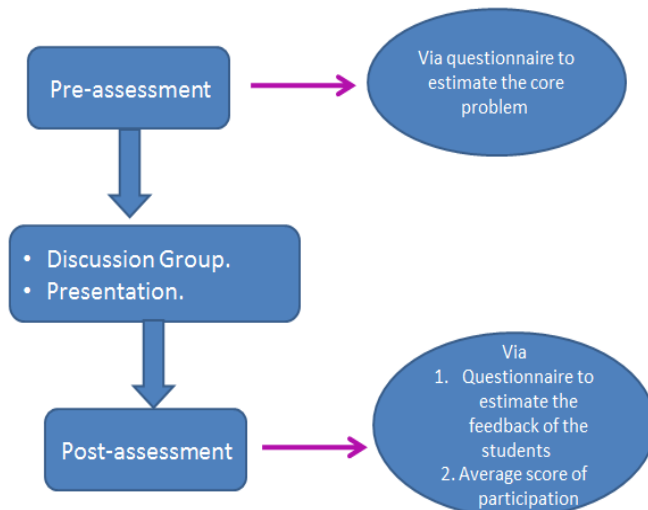 Pre-assessment
Via questionnaire to
estimate the core
problem
• Discussion Group.
• Presentation.
Post-assessment
Via
1. Questionnaire to
estimate the
feedback of the
students
2. Average score of
participation